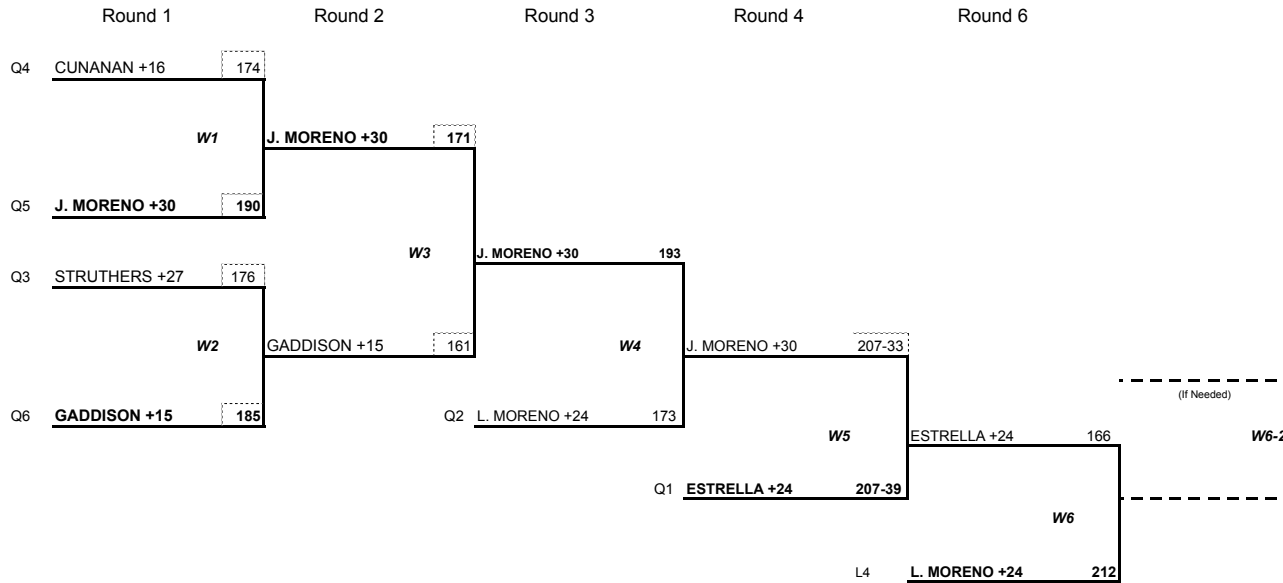 Round 1 Round 2 Round 3 Round 4 Round 6
Q4 CUNANAN +16 174
W1 J. MORENO +30 171
Q5 J. MORENO +30 190
W3 J. MORENO +30 193
Q3 STRUTHERS +27 176
W2 GADDISON +15 161 W4 J. MORENO +30 207-33
(If Needed)
Q6 GADDISON +15 185 Q2 L. MORENO +24 173
W5 ESTRELLA +24 166 W6-2
Q1 ESTRELLA +24 207-39
W6
L4 L. MORENO +24 212